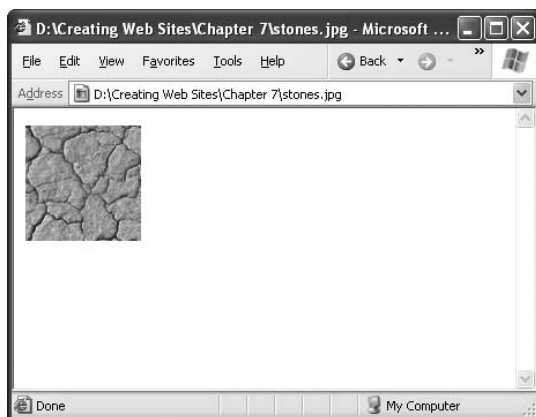 D:\Creating Web Sites\Chapter 7\stones.jpg - Microsoft ...
File Edit View Favorites Tools Help Back »
Address D:\Creating Web Sites\Chapter 7\stones.jpg
Done My Computer